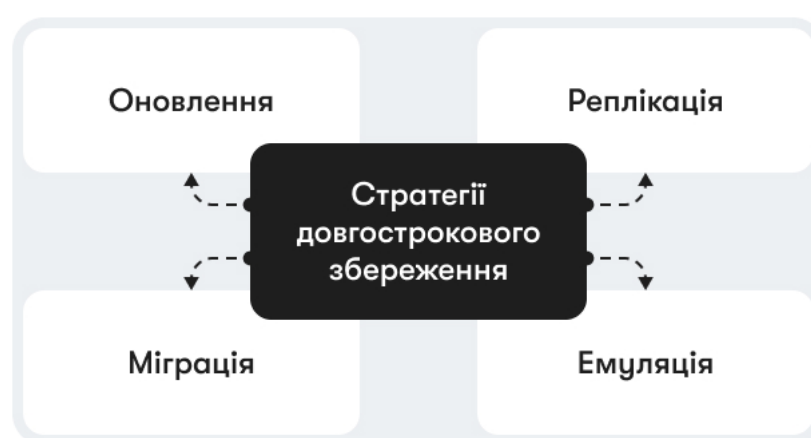 Оновлення
Реплікація
Стратегії
довгострокового
збереження
Міграція
Емуляція